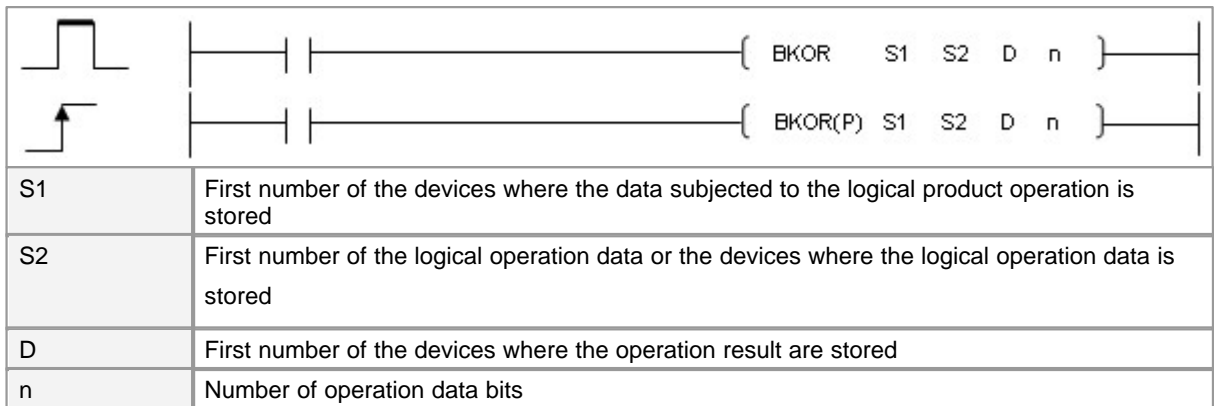 BKOR S1 S2 D n
BKOR(P) S1 S2 D n
S1 First number of the devices where the data subjected to the logical product operation is
stored
S2 First number of the logical operation data or the devices where the logical operation data is
stored
D First number of the devices where the operation result are stored
n Number of operation data bits